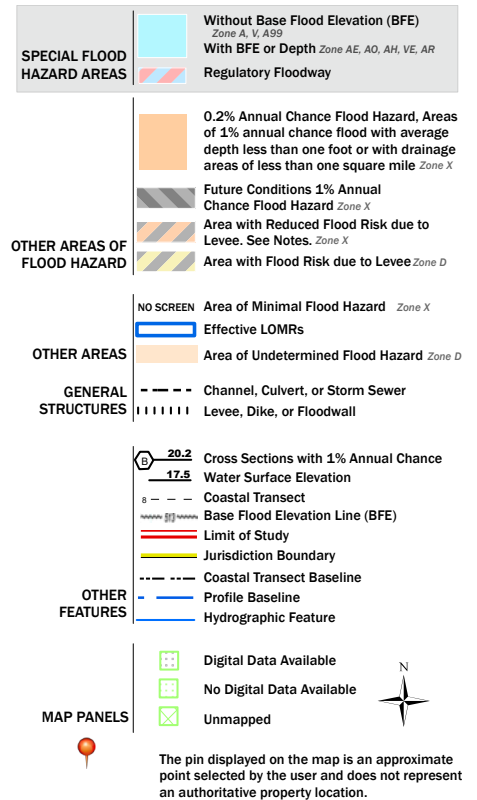 SPECIAL FLOOD
HAZARD AREAS
Without Base Flood Elevation (BFE)
Zone A, V, A99
With BFE or Depth Zone AE, AO, AH, VE, AR
Regulatory Floodway
OTHER AREAS OF
FLOOD HAZARD
0.2% Annual Chance Flood Hazard, Areas
of 1% annual chance flood with average
depth less than one foot or with drainage
areas of less than one square mile Zone X
Future Conditions 1% Annual
Chance Flood Hazard Zone X
Area with Reduced Flood Risk due to
Levee. See Notes. Zone X
Area with Flood Risk due to Levee Zone D
OTHER AREAS
NO SCREEN Area of Minimal Flood Hazard Zone X
Effective LOMRs
Area of Undetermined Flood Hazard Zone D
GENERAL
STRUCTURES
Channel, Culvert, or Storm Sewer
Levee, Dike, or Floodwall
OTHER
FEATURES
B 20.2 Cross Sections with 1% Annual Chance
17.5 Water Surface Elevation
8 Coastal Transect
513 Base Flood Elevation Line (BFE)
Limit of Study
Jurisdiction Boundary
Coastal Transect Baseline
Profile Baseline
Hydrographic Feature
MAP PANELS
Digital Data Available
No Digital Data Available
Unmapped
N
The pin displayed on the map is an approximate
point selected by the user and does not represent
an authoritative property location.